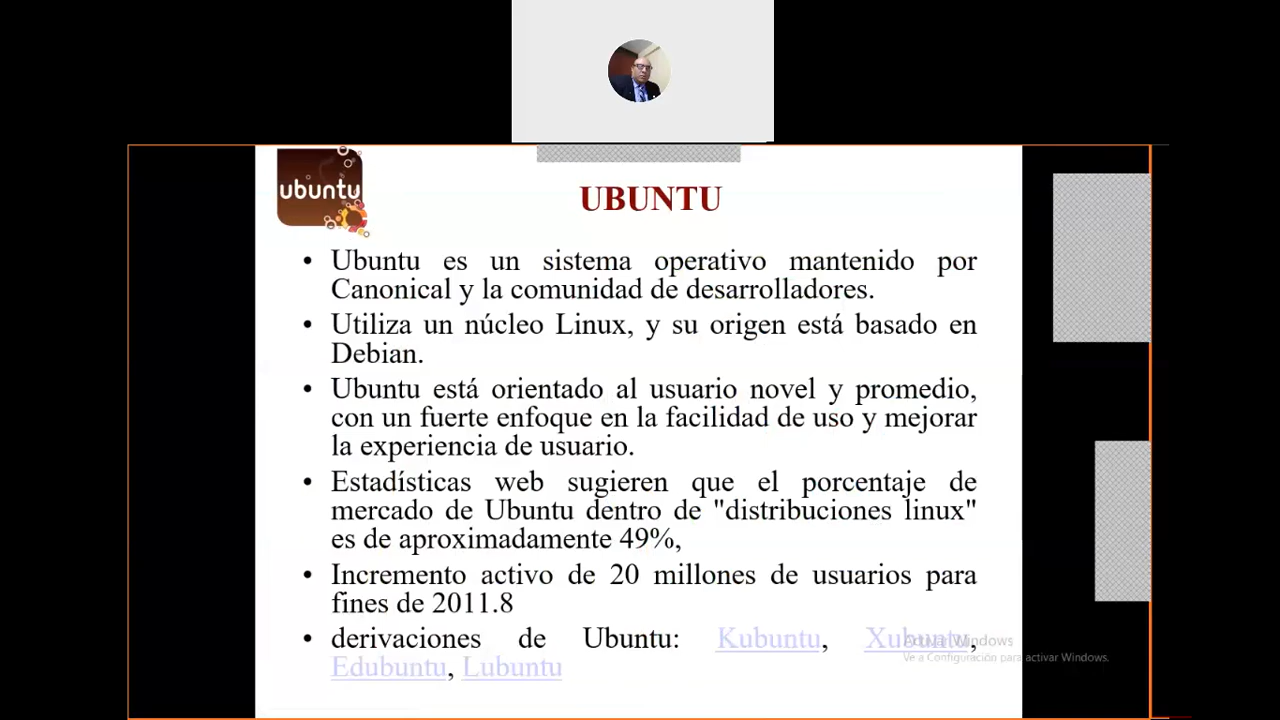 ubuntu
UBUNTU
• Ubuntu es un sistema operativo mantenido por
Canonical y la comunidad de desarrolladores.
• Utiliza un núcleo Linux, y su origen está basado en
Debian.
• Ubuntu está orientado al usuario novel y promedio,
con un fuerte enfoque en la facilidad de uso y mejorar
la experiencia de usuario.
• Estadísticas web sugieren que el porcentaje de
mercado de Ubuntu dentro de "distribuciones linux"
es de aproximadamente 49%,
• Incremento activo de 20 millones de usuarios para
fines de 2011.8
• derivaciones de Ubuntu: Kubuntu, Xubuntu,
Edubuntu, Lubuntu
Activar Windows
Ve a Configuración para activar Windows.